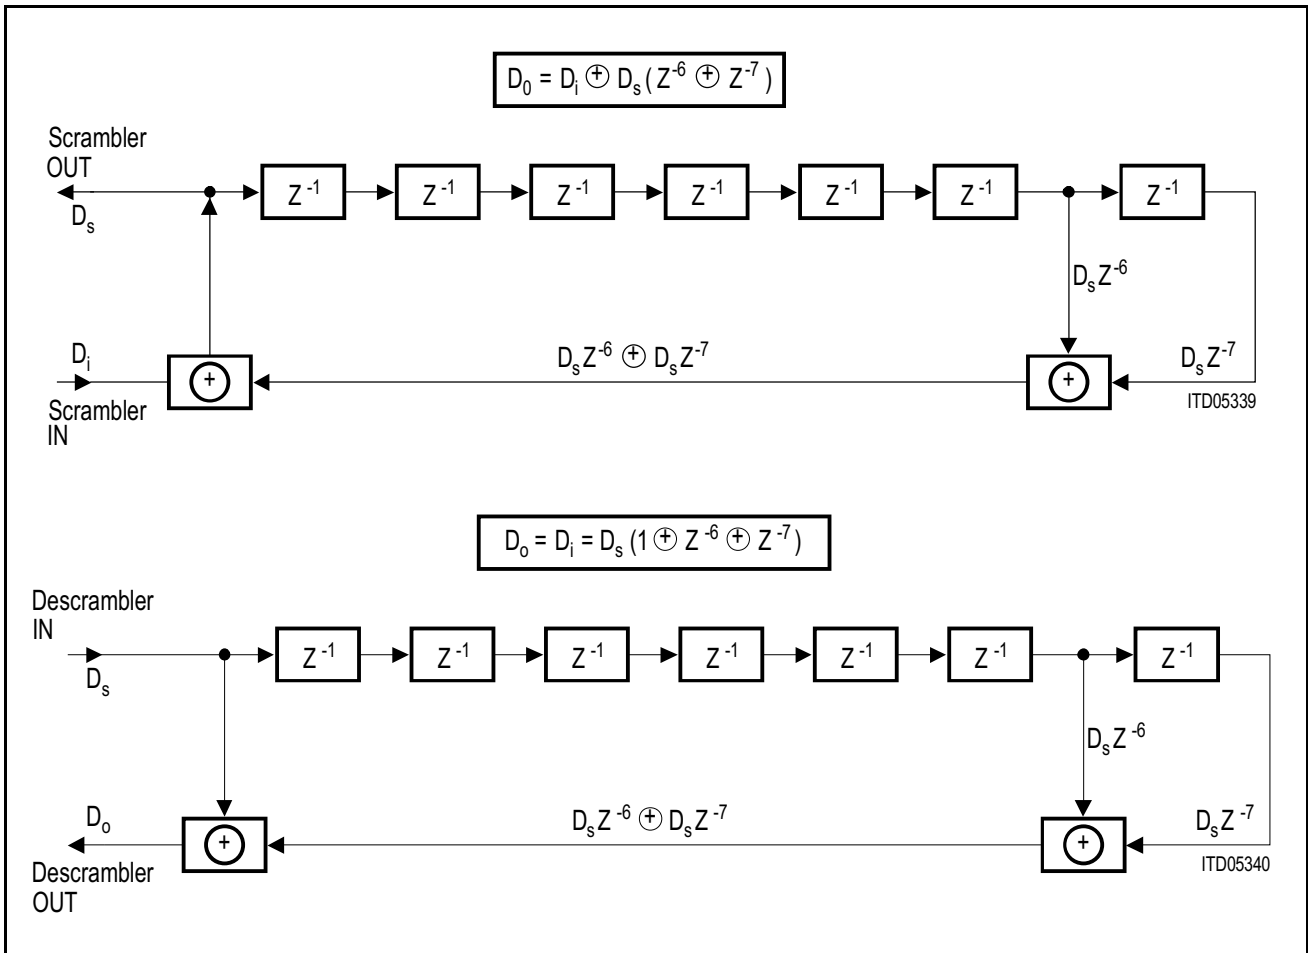 D₀ = Dᵢ ⊕ Dₛ(Z⁻⁶ ⊕ Z⁻⁷)
Scrambler
OUT
Z⁻¹ Z⁻¹ Z⁻¹ Z⁻¹ Z⁻¹ Z⁻¹ Z⁻¹
Dₛ
DₛZ⁻⁶
Dᵢ
+
DₛZ⁻⁶ ⊕ DₛZ⁻⁷
+
DₛZ⁻⁷
ITD05339
Scrambler
IN
Dₒ = Dᵢ = Dₛ (1 ⊕ Z⁻⁶ ⊕ Z⁻⁷)
Descrambler
IN
Z⁻¹ Z⁻¹ Z⁻¹ Z⁻¹ Z⁻¹ Z⁻¹ Z⁻¹
Dₛ
DₛZ⁻⁶
Dₒ
+
DₛZ⁻⁶ ⊕ DₛZ⁻⁷
+
DₛZ⁻⁷
ITD05340
Descrambler
OUT